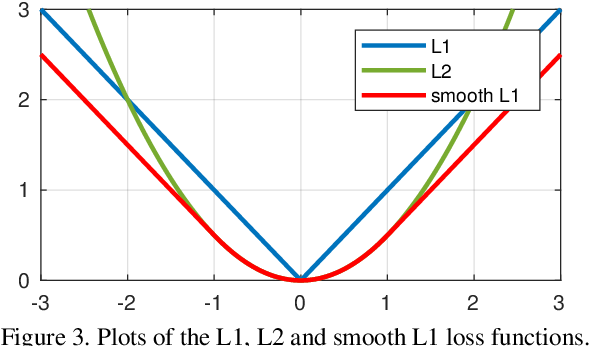 3
L1
L2
smooth L1
2
1
0
-3 -2 -1 0 1 2 3
Figure 3. Plots of the L1, L2 and smooth L1 loss functions.